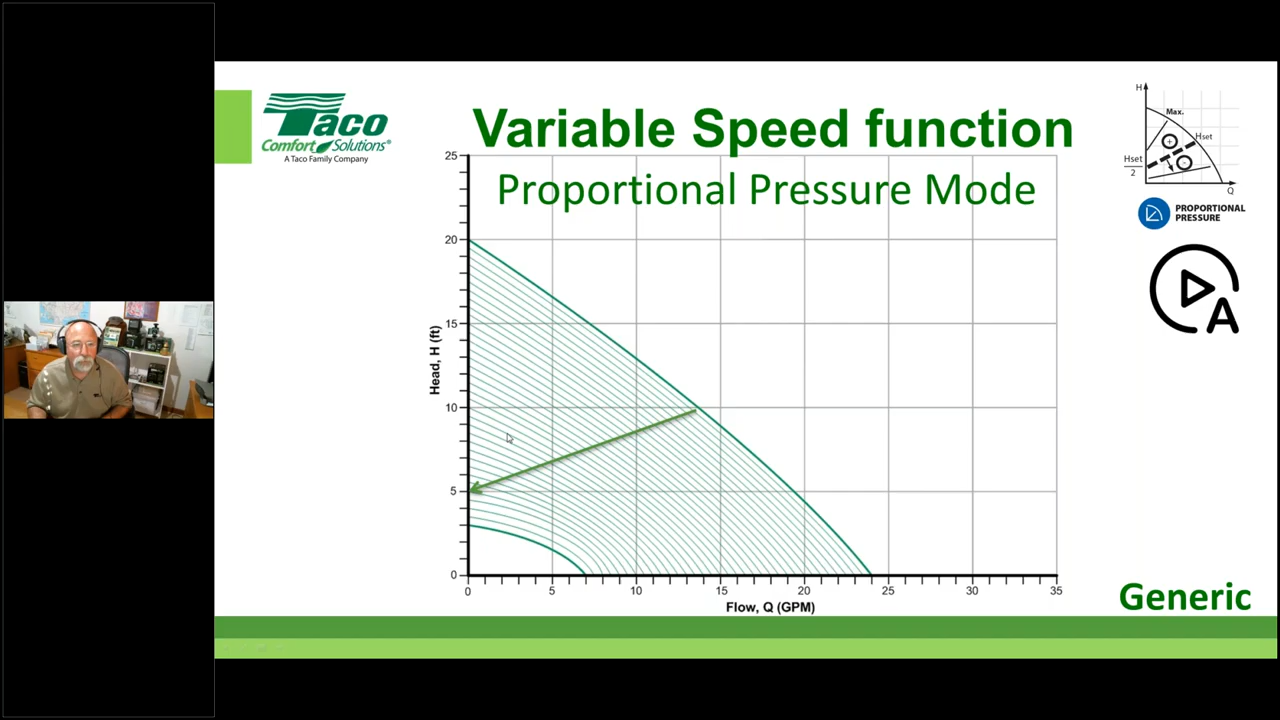 Taco
Comfort Solutions®
A Taco Family Company
Variable Speed function
Proportional Pressure Mode
H
Max.
Hset
Hset
2
Q
PROPORTIONAL
PRESSURE
A
25
20
15
10
5
0
Head, H (ft)
0 5 10 15 20 25 30 35
Flow, Q (GPM)
Generic